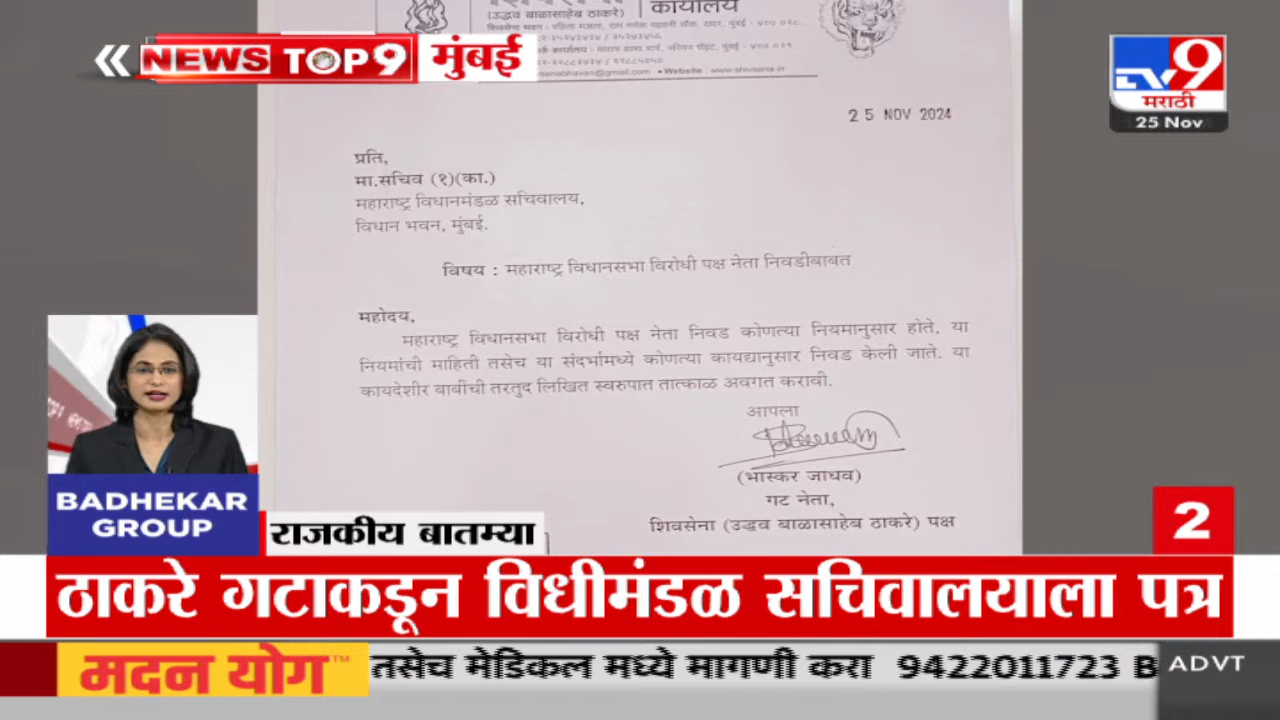 कार्यालय
(उद्धव बाळासाहेब ठाकरे)
NEWS TOP 9 मुंबई
TV9
मराठी
25 Nov
25 NOV 2024
प्रति,
मा.सचिव (१)(का.)
महाराष्ट्र विधानमंडळ सचिवालय,
विधान भवन, मुंबई.
विषय : महाराष्ट्र विधानसभा विरोधी पक्ष नेता निवडीबाबत
महोदय,
महाराष्ट्र विधानसभा विरोधी पक्ष नेता निवड कोणत्या नियमानुसार होते, या
नियमांची माहिती तसेच या संदर्भामध्ये कोणत्या कायद्यानुसार निवड केली जाते. या
कायदेशीर बाबींची तरतुद लिखित स्वरुपात तात्काळ अवगत करावी.
आपला
(भास्कर जाधव)
गट नेता,
शिवसेना (उद्धव बाळासाहेब ठाकरे) पक्ष
BADHEKAR
GROUP
राजकीय बातम्या
2
ठाकरे गटाकडून विधीमंडळ सचिवालयाला पत्र
मदन योग™ तसेच मेडिकल मध्ये मागणी करा 9422011723 B ADVT